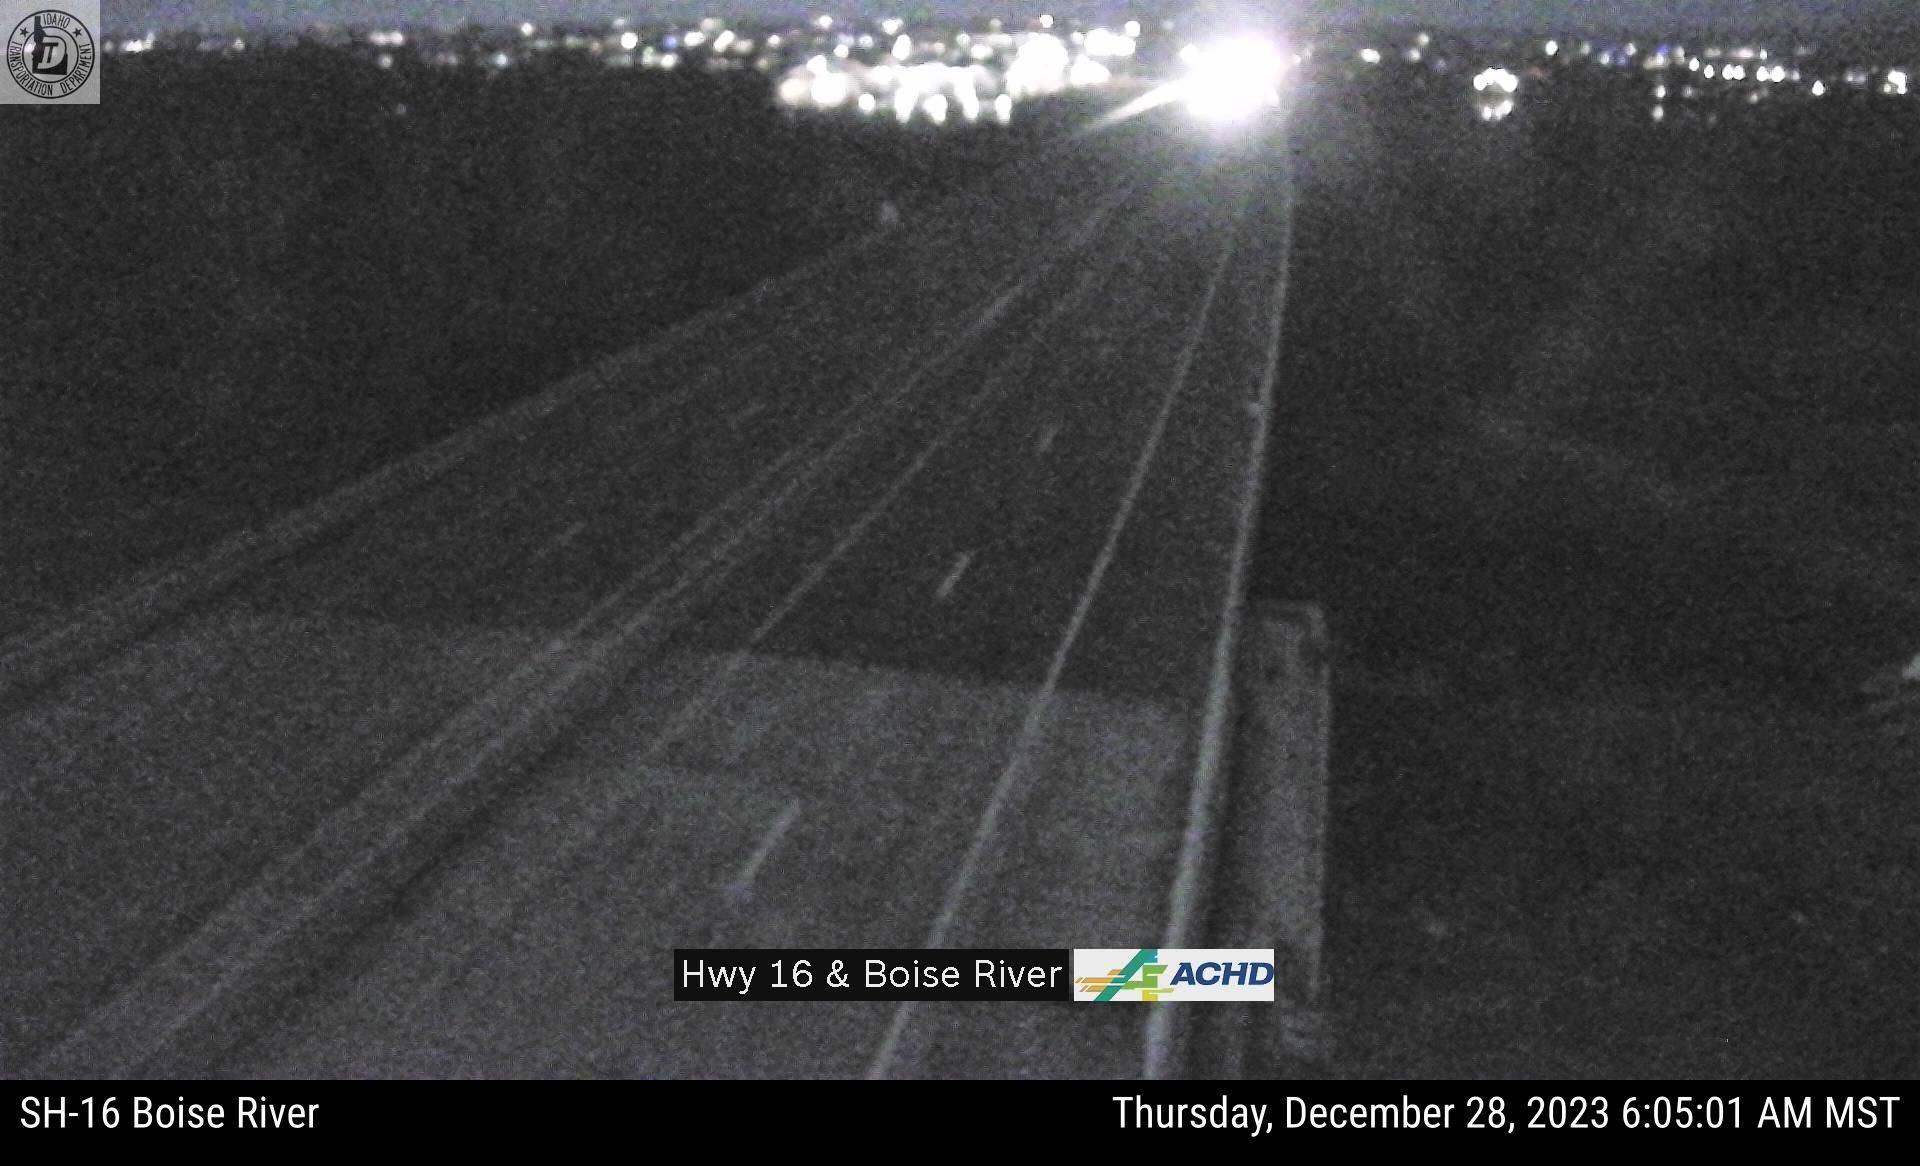 IDAHO
TRANSPORTATION DEPARTMENT
Hwy 16 & Boise River
ACHD
SH-16 Boise River
Thursday, December 28, 2023 6:05:01 AM MST